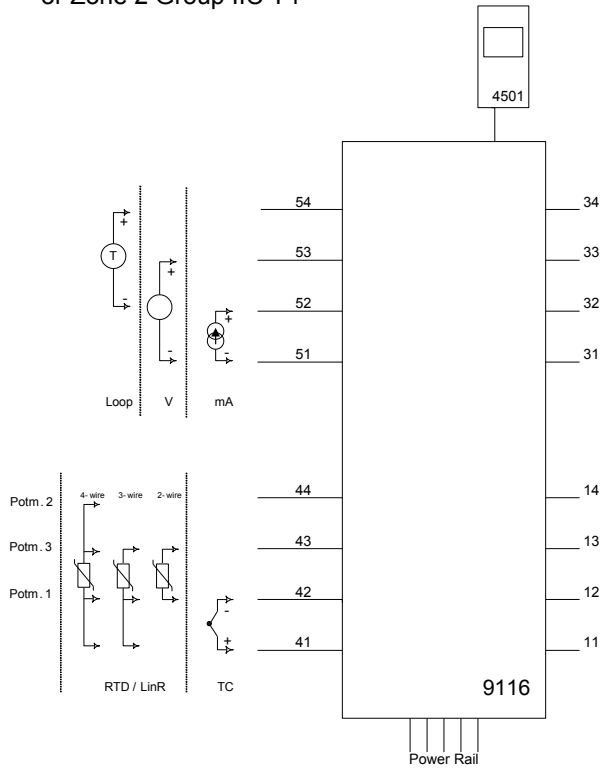 or Zone 2 Group IIC T4
4501
54
34
+
53
33
T
+
-
52
32
+
-
-
51
31
Loop
V
mA
4- wire
3- wire
2- wire
Potm. 2
44
14
Potm. 3
43
13
Potm. 1
42
12
-
+
41
11
RTD / LinR
TC
9116
Power Rail